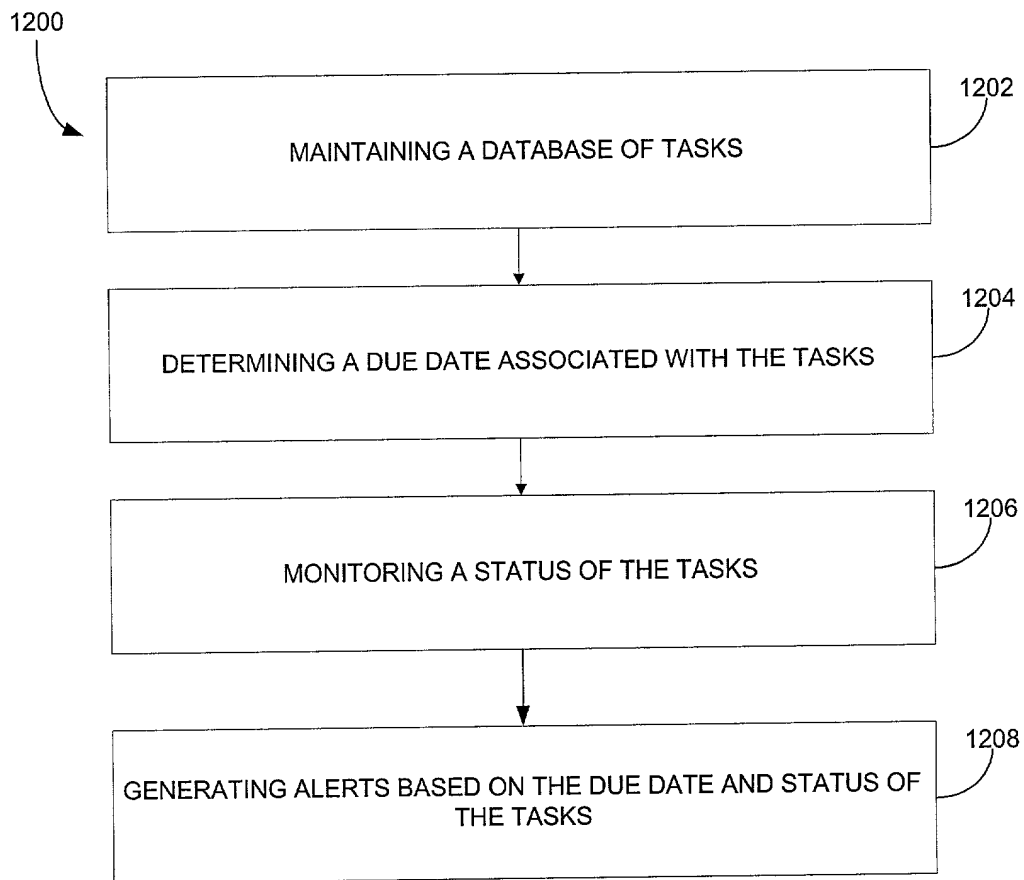 1200
1202
MAINTAINING A DATABASE OF TASKS
1204
DETERMINING A DUE DATE ASSOCIATED WITH THE TASKS
1206
MONITORING A STATUS OF THE TASKS
1208
GENERATING ALERTS BASED ON THE DUE DATE AND STATUS OF
THE TASKS